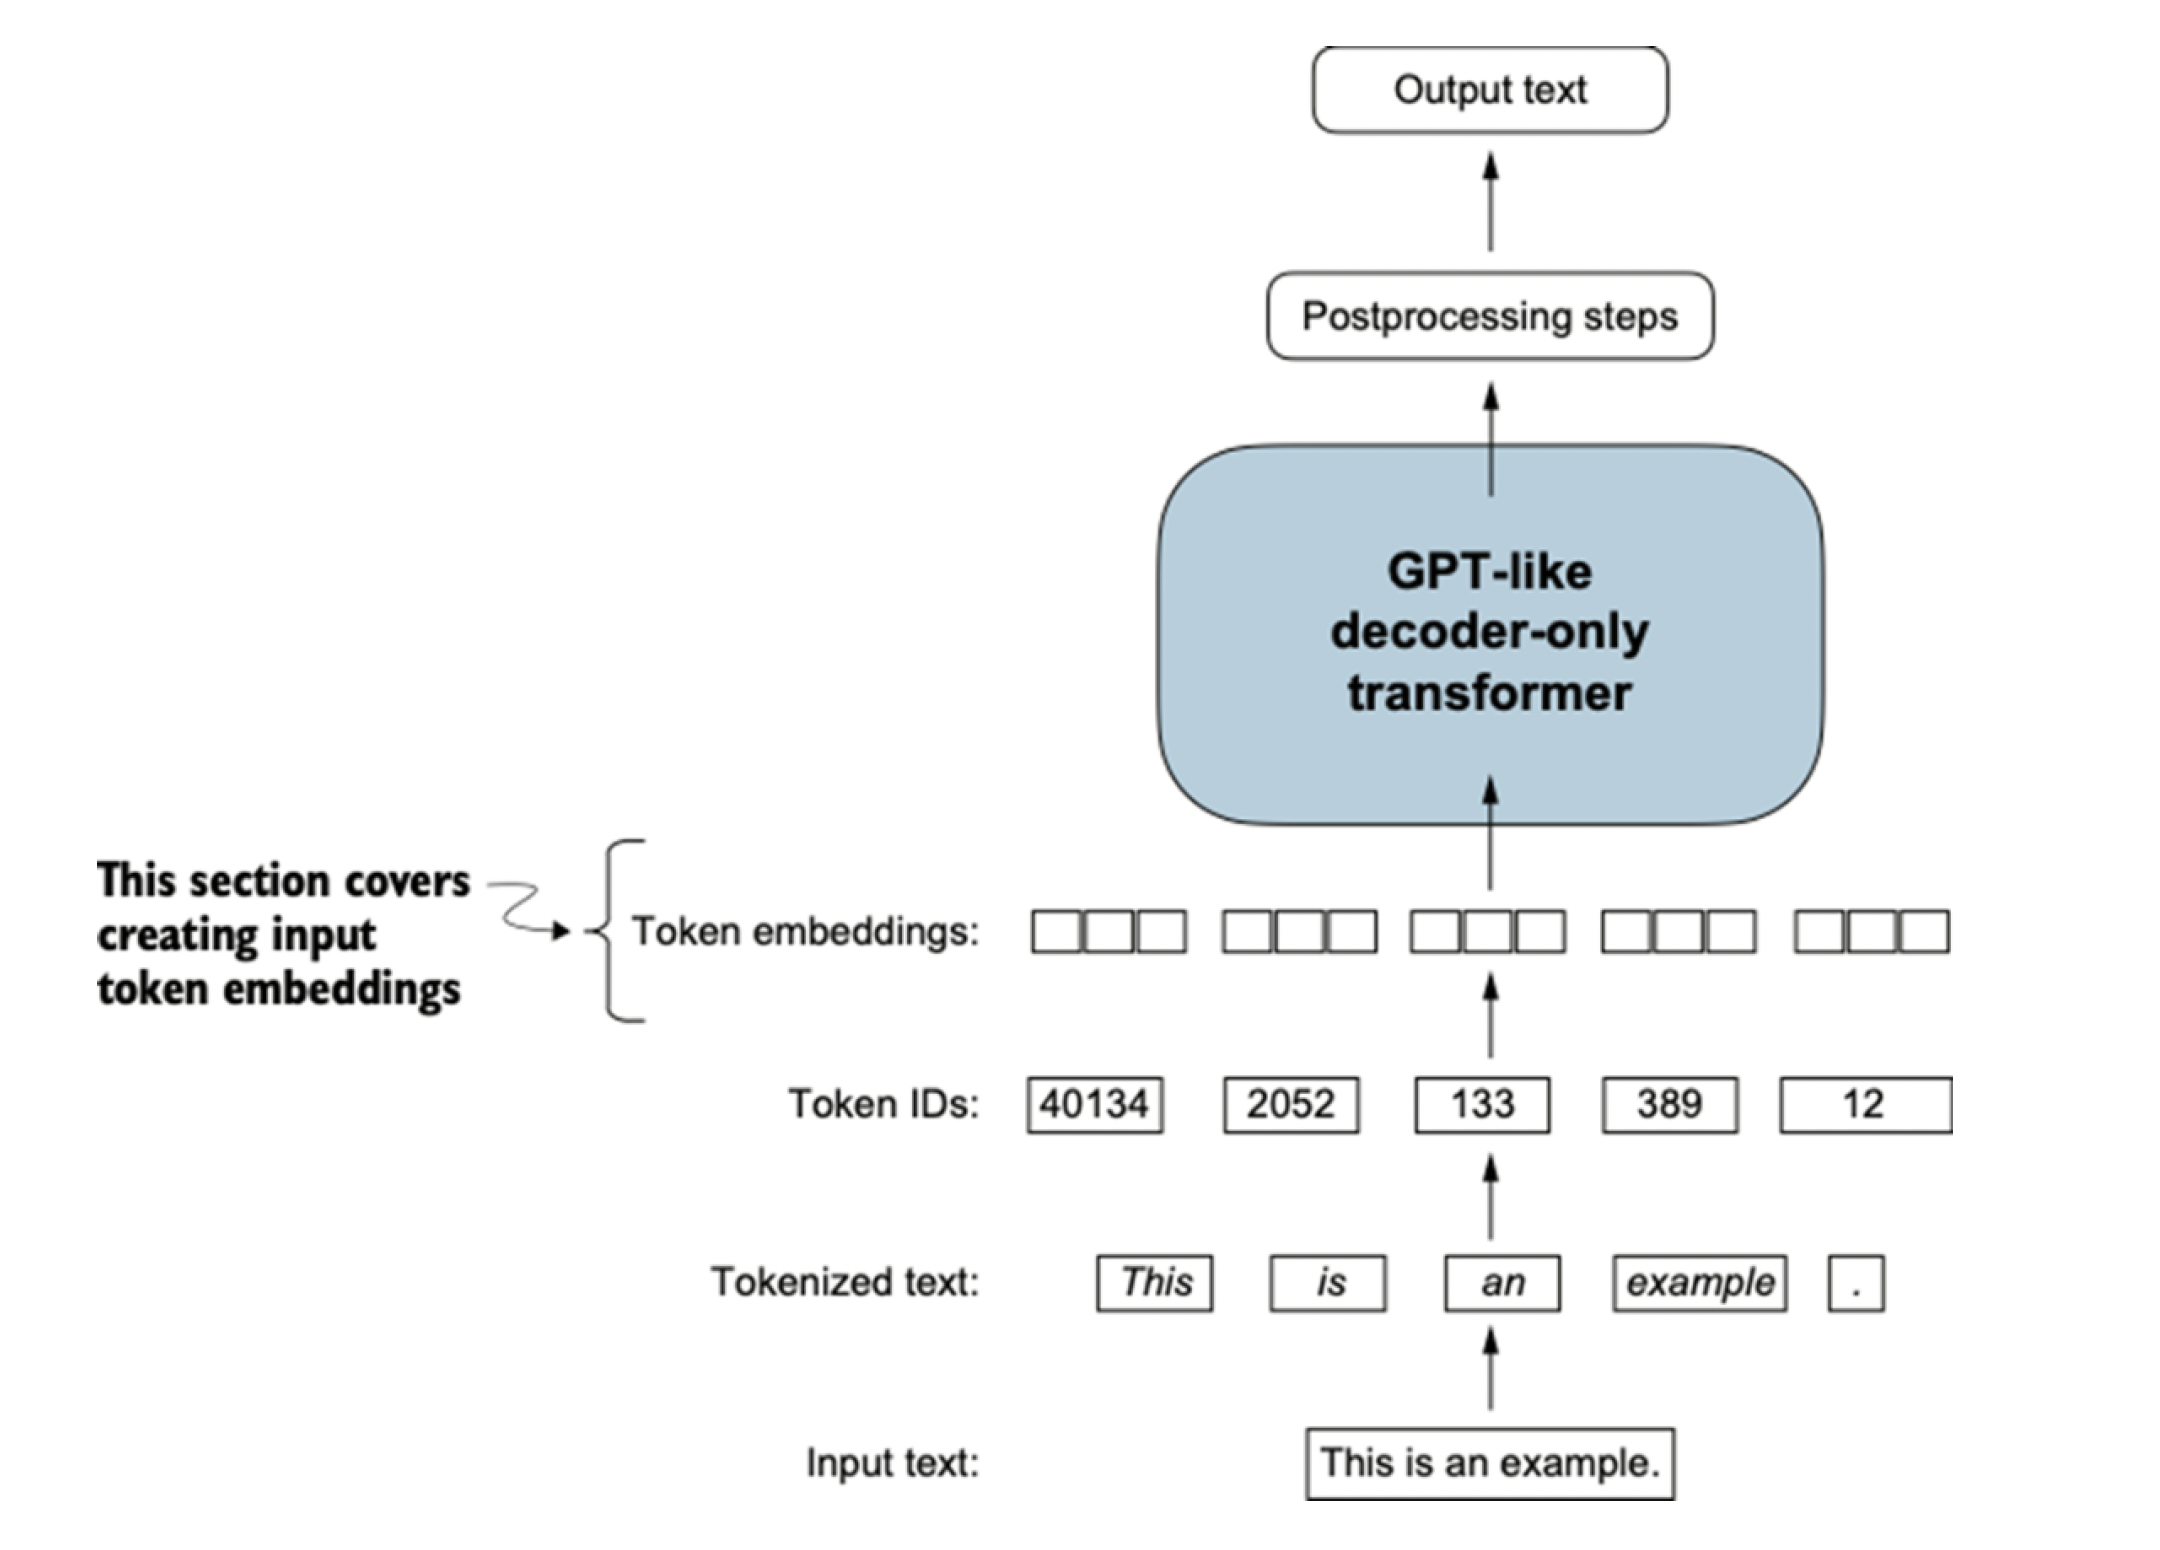 Output text
Postprocessing steps
GPT-like
decoder-only
transformer
This section covers
creating input
token embeddings
Token embeddings:
Token IDs: 40134 2052 133 389 12
Tokenized text: This is an example .
Input text: This is an example.